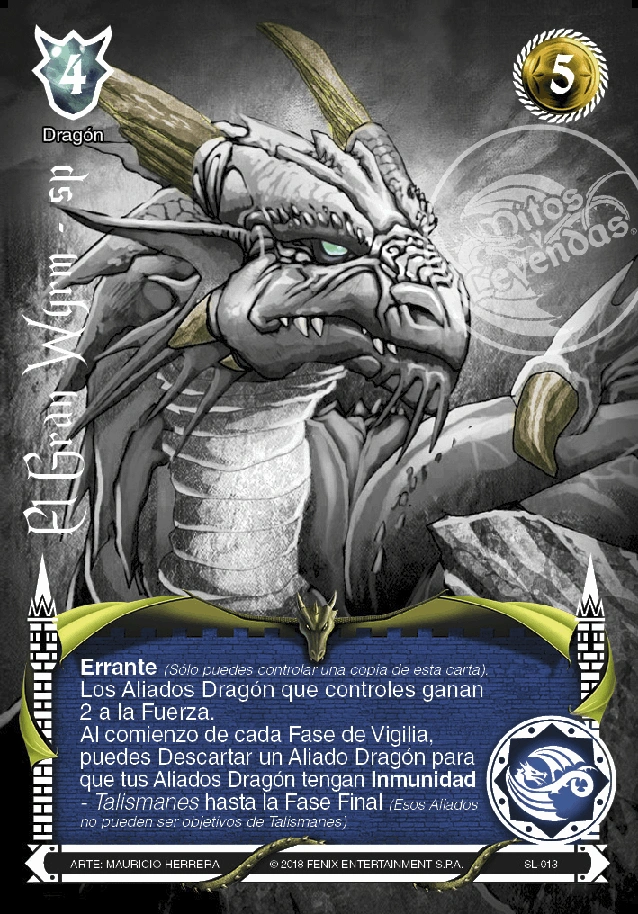 4
5
Dragón
El Gran Wyrm - sp
Mitos
y
Leyendas®
Errante (Sólo puedes controlar una copia de esta carta).
Los Aliados Dragón que controles ganan
2 a la Fuerza.
Al comienzo de cada Fase de Vigilia,
puedes Descartar un Aliado Dragón para
que tus Aliados Dragón tengan Inmunidad
- Talismanes hasta la Fase Final (Esos Aliados
no pueden ser objetivos de Talismanes)
ARTE: MAURICIO HERRERA
© 2018 FENIX ENTERTAINMENT S.P.A.
SL 013